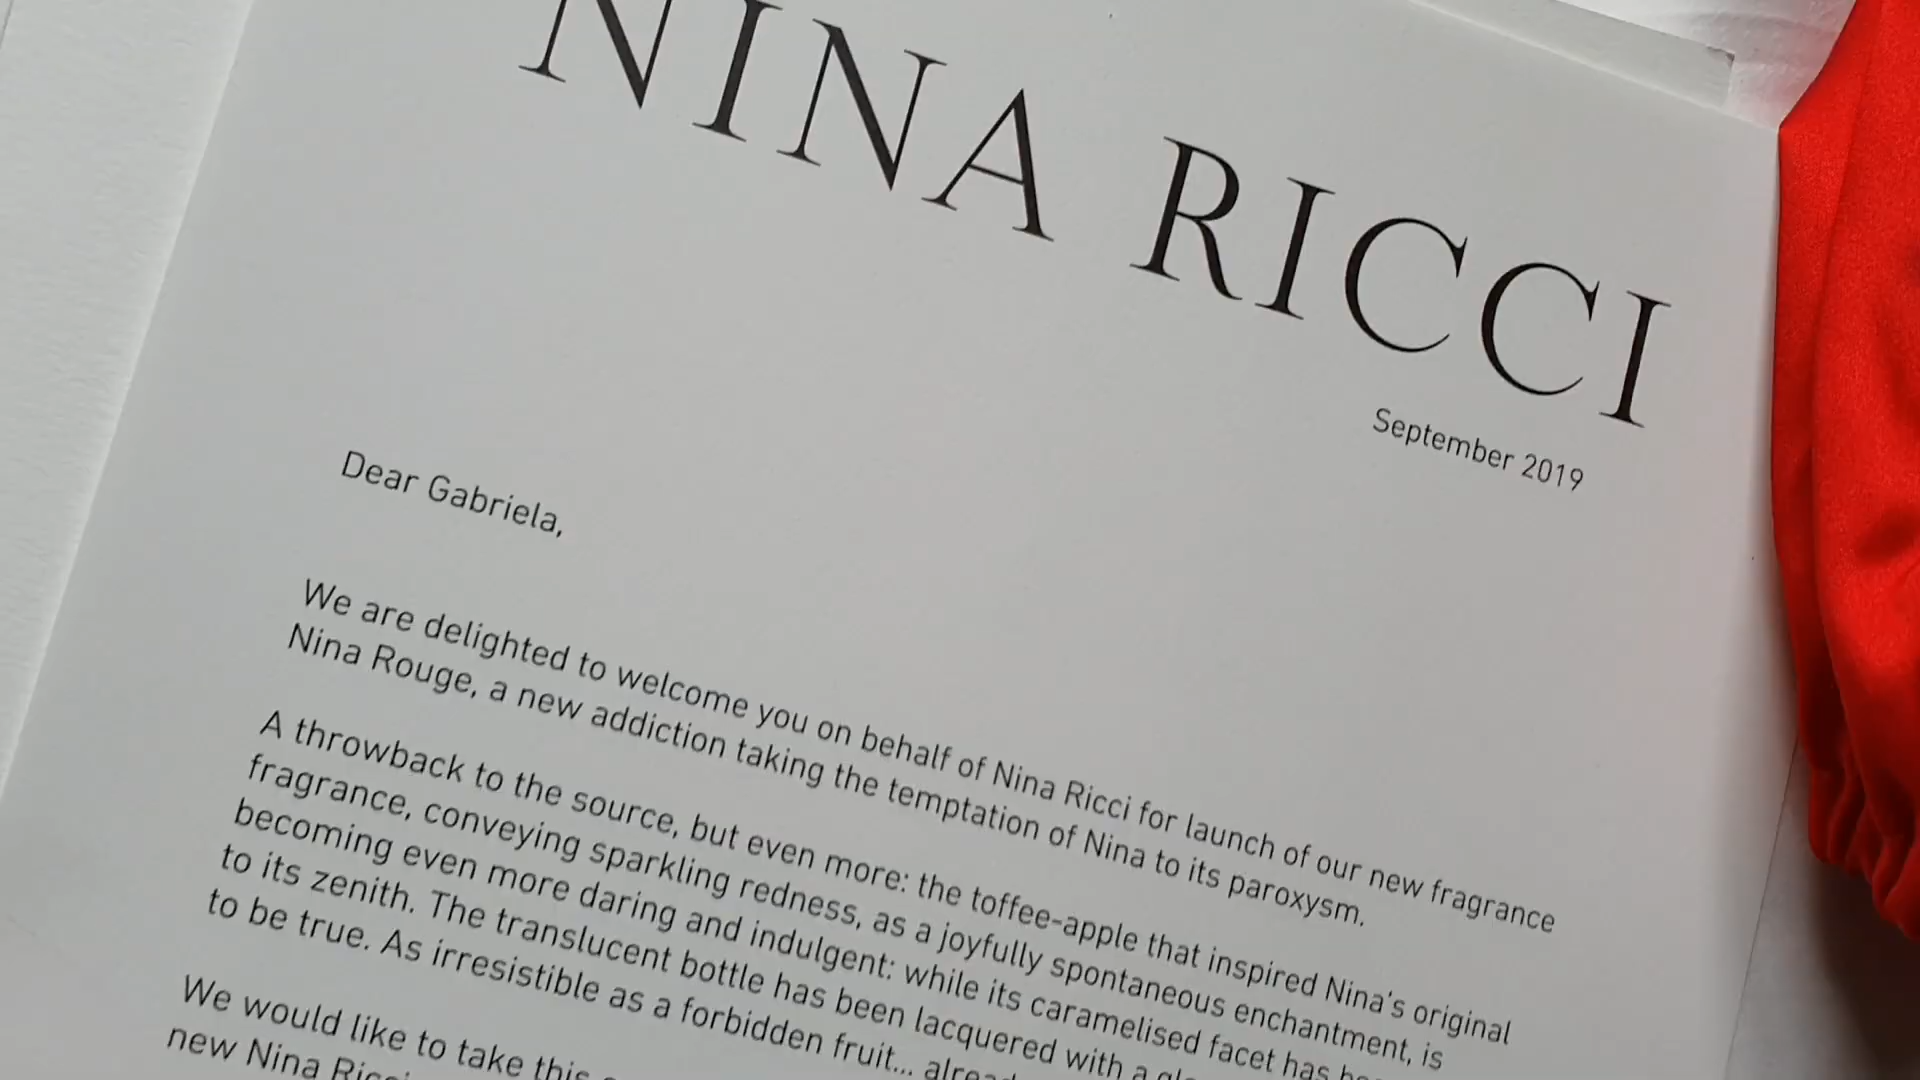 NINA RICCI
September 2019
Dear Gabriela,
We are delighted to welcome you on behalf of Nina Ricci for launch of our new fragrance
Nina Rouge, a new addiction taking the temptation of Nina to its paroxysm.
A throwback to the source, but even more: the toffee-apple that inspired Nina's original
fragrance, conveying sparkling redness, as a joyfully spontaneous enchantment, is
becoming even more daring and indulgent: while its caramelised facet has
to its zenith. The translucent bottle has been lacquered with a
to be true. As irresistible as a forbidden fruit...
We would like to take this
new Nina Ricci